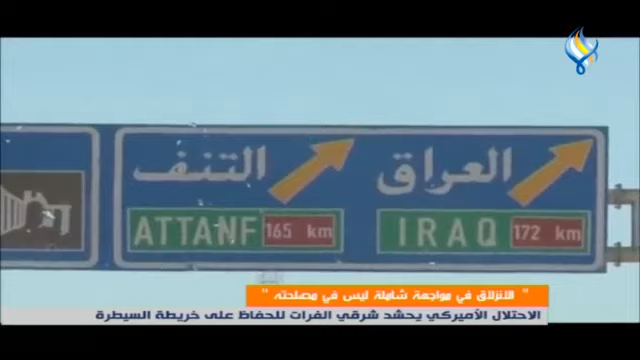 التنف
ATTANF 165 km
العراق
IRAQ 172 km
" الانزلاق في مواجهة شاملة ليس في مصلحته "
الاحتلال الأميركي يحشد شرقي الفرات للحفاظ على خريطة السيطرة